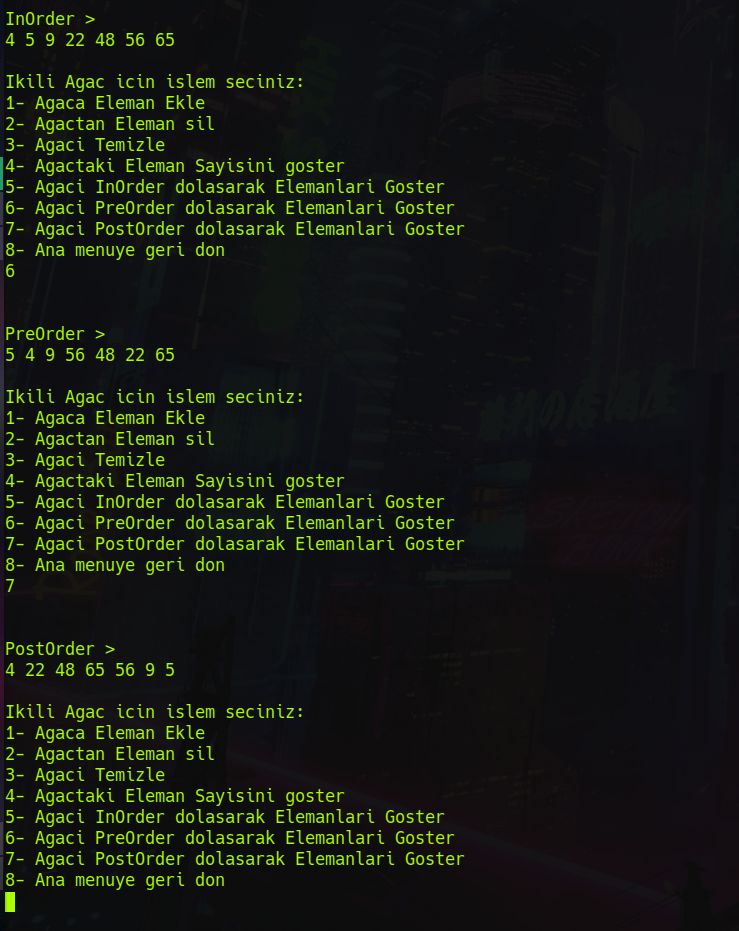 InOrder >
4 5 9 22 48 56 65
Ikili Agac icin islem seciniz:
1- Agaca Eleman Ekle
2- Agactan Eleman sil
3- Agaci Temizle
4- Agactaki Eleman Sayisini goster
5- Agaci InOrder dolasarak Elemanlari Goster
6- Agaci PreOrder dolasarak Elemanlari Goster
7- Agaci PostOrder dolasarak Elemanlari Goster
8- Ana menuye geri don
6
PreOrder >
5 4 9 56 48 22 65
Ikili Agac icin islem seciniz:
1- Agaca Eleman Ekle
2- Agactan Eleman sil
3- Agaci Temizle
4- Agactaki Eleman Sayisini goster
5- Agaci InOrder dolasarak Elemanlari Goster
6- Agaci PreOrder dolasarak Elemanlari Goster
7- Agaci PostOrder dolasarak Elemanlari Goster
8- Ana menuye geri don
7
PostOrder >
4 22 48 65 56 9 5
Ikili Agac icin islem seciniz:
1- Agaca Eleman Ekle
2- Agactan Eleman sil
3- Agaci Temizle
4- Agactaki Eleman Sayisini goster
5- Agaci InOrder dolasarak Elemanlari Goster
6- Agaci PreOrder dolasarak Elemanlari Goster
7- Agaci PostOrder dolasarak Elemanlari Goster
8- Ana menuye geri don